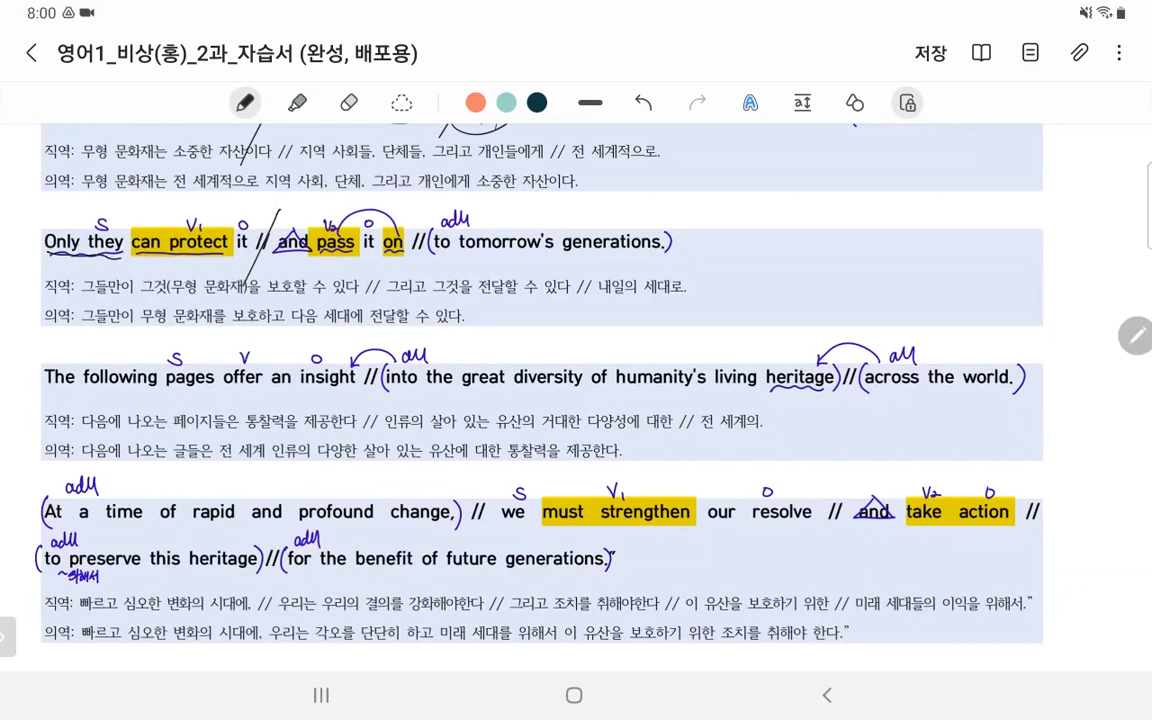 8:00
영어1_비상(홍)_2과_자습서 (완성, 배포용)
저장
직역: 무형 문화재는 소중한 자산이다 // 지역 사회들, 단체들, 그리고 개인들에게 // 전 세계적으로.
의역: 무형 문화재는 전 세계적으로 지역 사회, 단체, 그리고 개인에게 소중한 자산이다.
S V₁ O V₂ O adM
Only they can protect it // and pass it on // (to tomorrow's generations.)
직역: 그들만이 그것(무형 문화재)을 보호할 수 있다 // 그리고 그것을 전달할 수 있다 // 내일의 세대로.
의역: 그들만이 무형 문화재를 보호하고 다음 세대에 전달할 수 있다.
S V O aM aM
The following pages offer an insight // (into the great diversity of humanity's living heritage) // (across the world.)
직역: 다음에 나오는 페이지들은 통찰력을 제공한다 // 인류의 살아 있는 유산의 거대한 다양성에 대한 // 전 세계의.
의역: 다음에 나오는 글들은 전 세계 인류의 다양한 살아 있는 유산에 대한 통찰력을 제공한다.
adM S V₁ O V₂ O
(At a time of rapid and profound change,) // we must strengthen our resolve // and take action //
adM adM
(to preserve this heritage) // (for the benefit of future generations.)"
~위해서
직역: 빠르고 심오한 변화의 시대에, // 우리는 우리의 결의를 강화해야한다 // 그리고 조치를 취해야한다 // 이 유산을 보호하기 위한 // 미래 세대들의 이익을 위해서."
의역: 빠르고 심오한 변화의 시대에, 우리는 각오를 단단히 하고 미래 세대를 위해서 이 유산을 보호하기 위한 조치를 취해야 한다."